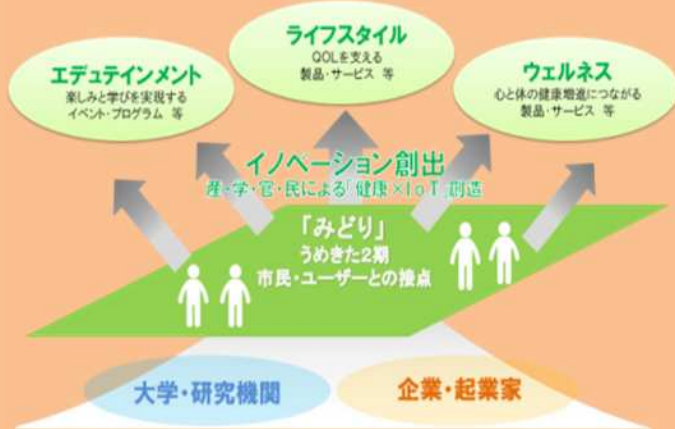 ライフスタイル
QOLを支える
製品・サービス 等
エデュテインメント
楽しみと学びを実現する
イベント・プログラム 等
ウェルネス
心と体の健康増進につながる
製品・サービス 等
イノベーション創出
産・学・官・民による「健康×IoT」創造
「みどり」
うめきた2期
市民・ユーザーとの接点
大学・研究機関
企業・起業家